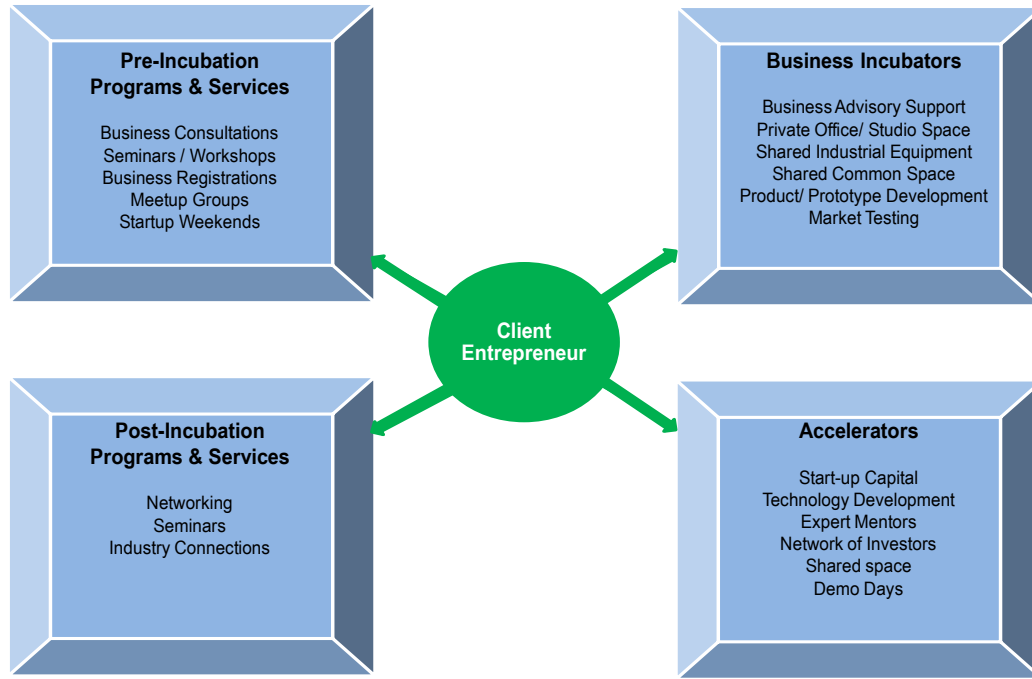 Pre-Incubation
Programs & Services
Business Consultations
Seminars / Workshops
Business Registrations
Meetup Groups
Startup Weekends
Business Incubators
Business Advisory Support
Private Office/ Studio Space
Shared Industrial Equipment
Shared Common Space
Product/ Prototype Development
Market Testing
Client
Entrepreneur
Post-Incubation
Programs & Services
Networking
Seminars
Industry Connections
Accelerators
Start-up Capital
Technology Development
Expert Mentors
Network of Investors
Shared space
Demo Days